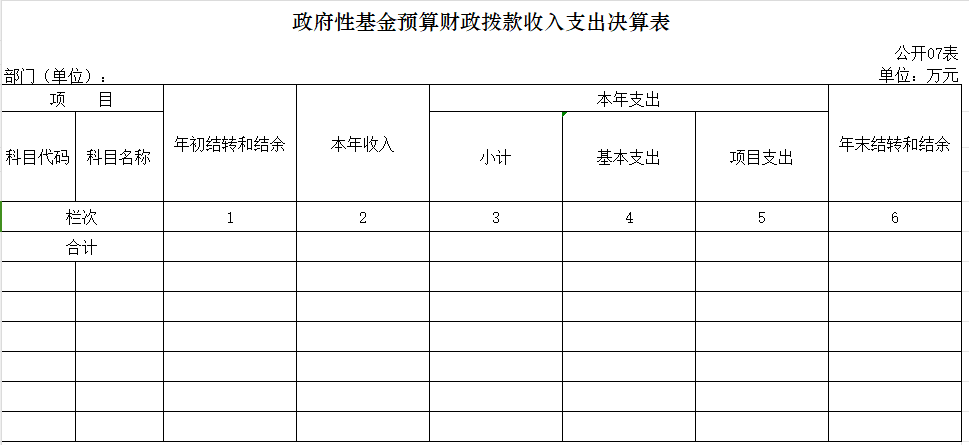 政府性基金预算财政拨款收入支出决算表
公开07表
部门（单位）： 单位：万元
项 目 年初结转和结余 本年收入 本年支出 年末结转和结余
科目代码 科目名称 小计 基本支出 项目支出
栏次 1 2 3 4 5 6
合计